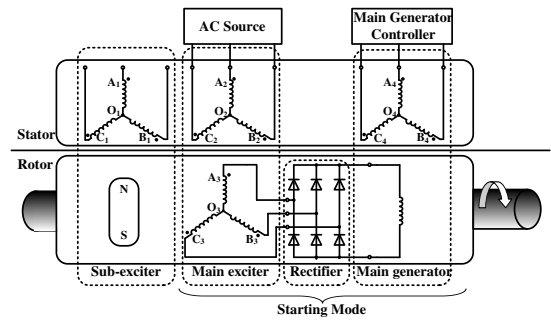 AC Source
Main Generator
Controller
A1
A2
A4
O1
O2
O4
C1
B1
C2
B2
C4
B4
Stator
Rotor
N
S
A3
O3
C3
B3
Sub-exciter
Main exciter
Rectifier
Main generator
Starting Mode